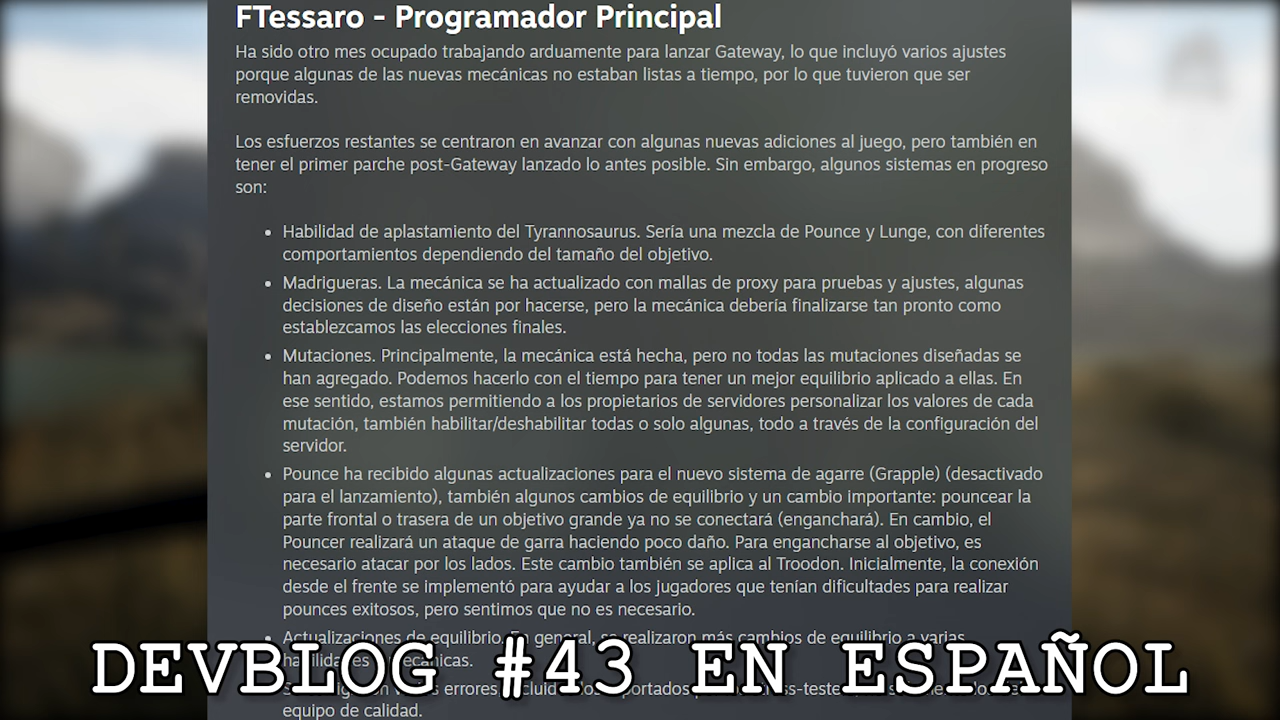 FTessaro - Programador Principal
Ha sido otro mes ocupado trabajando arduamente para lanzar Gateway, lo que incluyó varios ajustes
porque algunas de las nuevas mecánicas no estaban listas a tiempo, por lo que tuvieron que ser
removidas.
Los esfuerzos restantes se centraron en avanzar con algunas nuevas adiciones al juego, pero también en
tener el primer parche post-Gateway lanzado lo antes posible. Sin embargo, algunos sistemas en progreso
son:
• Habilidad de aplastamiento del Tyrannosaurus. Sería una mezcla de Pounce y Lunge, con diferentes
comportamientos dependiendo del tamaño del objetivo.
• Madrigueras. La mecánica se ha actualizado con mallas de proxy para pruebas y ajustes, algunas
decisiones de diseño están por hacerse, pero la mecánica debería finalizarse tan pronto como
establezcamos las elecciones finales.
• Mutaciones. Principalmente, la mecánica está hecha, pero no todas las mutaciones diseñadas se
han agregado. Podemos hacerlo con el tiempo para tener un mejor equilibrio aplicado a ellas. En
ese sentido, estamos permitiendo a los propietarios de servidores personalizar los valores de cada
mutación, también habilitar/deshabilitar todas o solo algunas, todo a través de la configuración del
servidor.
• Pounce ha recibido algunas actualizaciones para el nuevo sistema de agarre (Grapple) (desactivado
para el lanzamiento), también algunos cambios de equilibrio y un cambio importante: pouncear la
parte frontal o trasera de un objetivo grande ya no se conectará (enganchará). En cambio, el
Pouncer realizará un ataque de garra haciendo poco daño. Para engancharse al objetivo, es
necesario atacar por los lados. Este cambio también se aplica al Troodon. Inicialmente, la conexión
desde el frente se implementó para ayudar a los jugadores que tenían dificultades para realizar
pounces exitosos, pero sentimos que no es necesario.
• Actualizaciones de equilibrio. En general, se realizaron más cambios de equilibrio a varias
DEVBLOG #43 EN ESPAÑOL
errores
equipo de calidad.